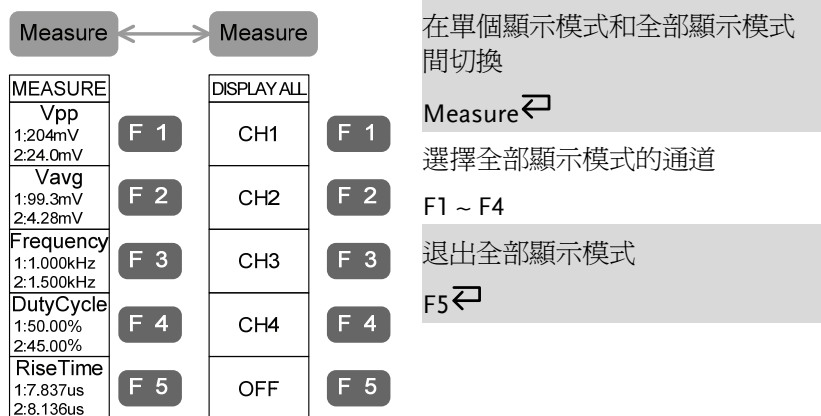 Measure Measure
MEASURE
Vpp
1:204mV
2:24.0mV
F 1
Vavg
1:99.3mV
2:4.28mV
F 2
Frequency
1:1.000kHz
2:1.500kHz
F 3
DutyCycle
1:50.00%
2:45.00%
F 4
RiseTime
1:7.837us
2:8.136us
F 5
DISPLAY ALL
CH1 F 1
CH2 F 2
CH3 F 3
CH4 F 4
OFF F 5
在單個顯示模式和全部顯示模式
間切換
Measure
選擇全部顯示模式的通道
F1 ~ F4
退出全部顯示模式
F5